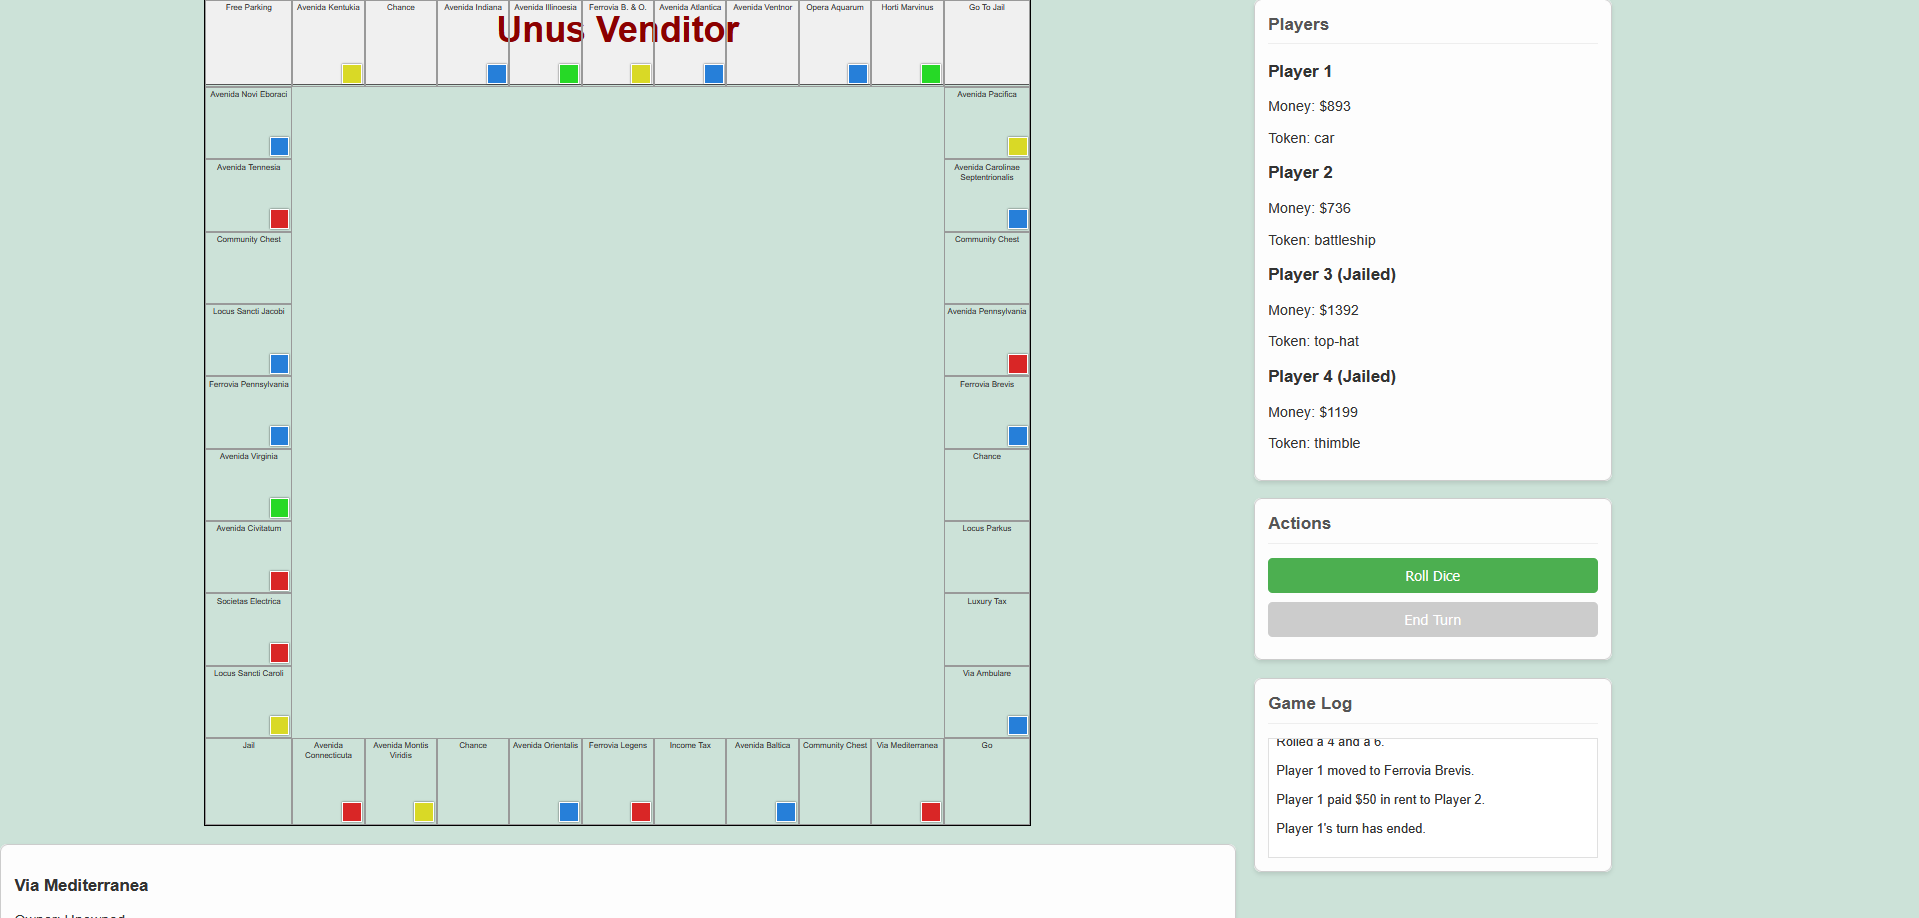 Unus Venditor
Free Parking
Avenida Kentukia
Chance
Avenida Indiana
Avenida Illinoesia
Ferrovia B. & O.
Avenida Atlantica
Avenida Ventnor
Opera Aquarum
Horti Marvinus
Go To Jail
Avenida Novi Eboraci
Avenida Pacifica
Avenida Tennesia
Avenida Carolinae
Septentrionalis
Community Chest
Community Chest
Locus Sancti Jacobi
Avenida Pennsylvania
Ferrovia Pennsylvania
Ferrovia Brevis
Avenida Virginia
Chance
Avenida Civitatum
Locus Parkus
Societas Electrica
Luxury Tax
Locus Sancti Caroli
Via Ambulare
Jail
Avenida
Connecticuta
Avenida Montis
Viridis
Chance
Avenida Orientalis
Ferrovia Legens
Income Tax
Avenida Baltica
Community Chest
Via Mediterranea
Go
Via Mediterranea
Owner: Unowned
Players
Player 1
Money: $893
Token: car
Player 2
Money: $736
Token: battleship
Player 3 (Jailed)
Money: $1392
Token: top-hat
Player 4 (Jailed)
Money: $1199
Token: thimble
Actions
Roll Dice
End Turn
Game Log
Rolled a 4 and a 6.
Player 1 moved to Ferrovia Brevis.
Player 1 paid $50 in rent to Player 2.
Player 1's turn has ended.